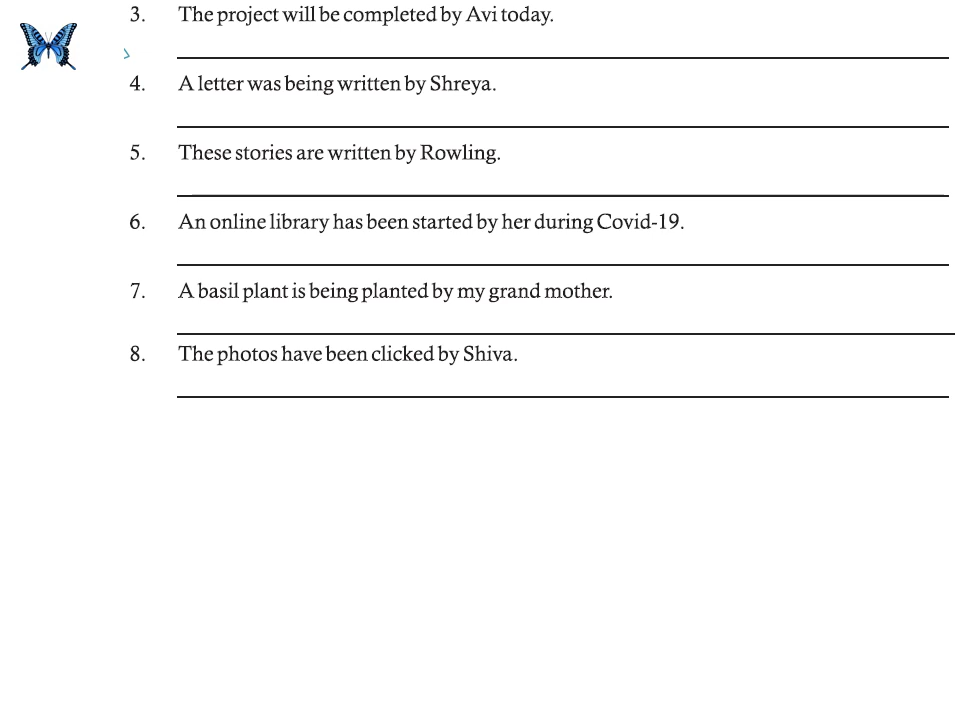 3. The project will be completed by Avi today.
4. A letter was being written by Shreya.
5. These stories are written by Rowling.
6. An online library has been started by her during Covid-19.
7. A basil plant is being planted by my grand mother.
8. The photos have been clicked by Shiva.